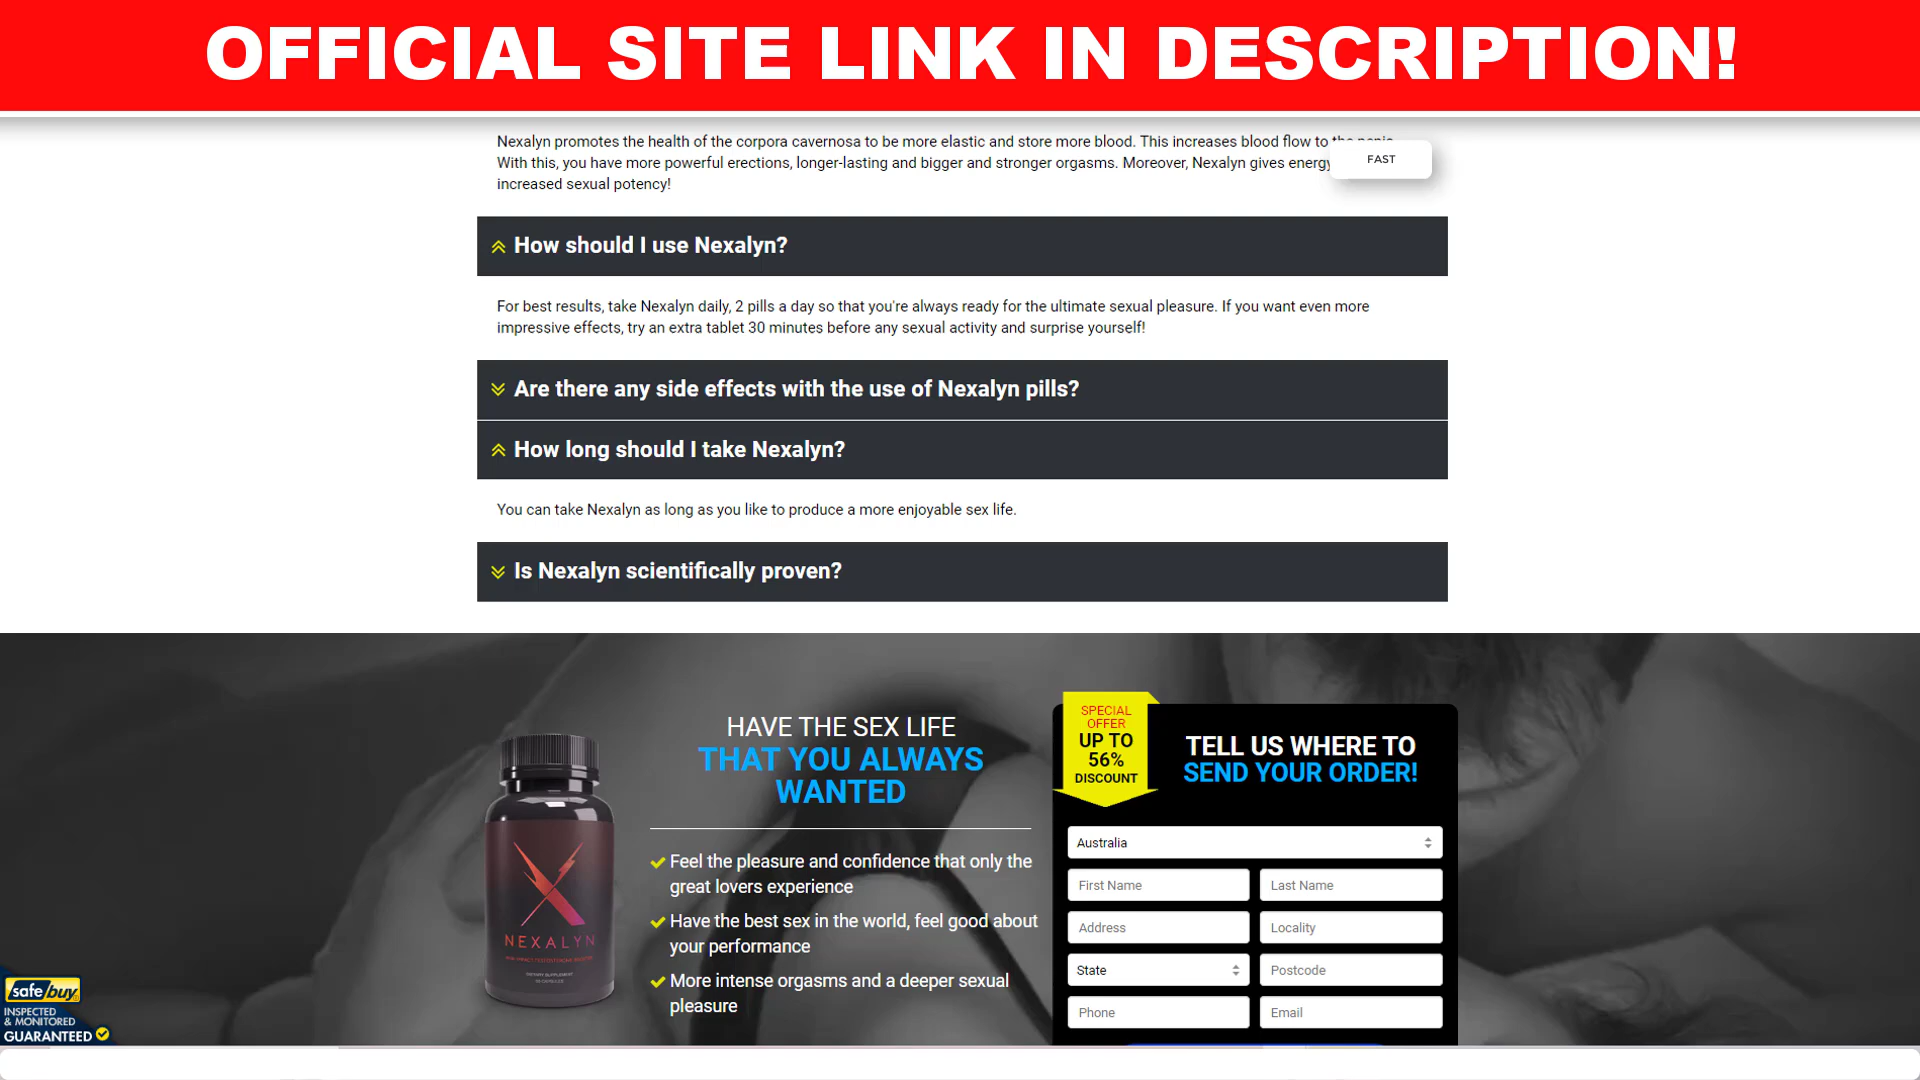 OFFICIAL SITE LINK IN DESCRIPTION!
Nexalyn promotes the health of the corpora cavernosa to be more elastic and store more blood. This increases blood flow to the penis.
With this, you have more powerful erections, longer-lasting and bigger and stronger orgasms. Moreover, Nexalyn gives energy
increased sexual potency!
FAST
How should I use Nexalyn?
For best results, take Nexalyn daily, 2 pills a day so that you're always ready for the ultimate sexual pleasure. If you want even more
impressive effects, try an extra tablet 30 minutes before any sexual activity and surprise yourself!
Are there any side effects with the use of Nexalyn pills?
How long should I take Nexalyn?
You can take Nexalyn as long as you like to produce a more enjoyable sex life.
Is Nexalyn scientifically proven?
HAVE THE SEX LIFE
THAT YOU ALWAYS
WANTED
Feel the pleasure and confidence that only the
great lovers experience
Have the best sex in the world, feel good about
your performance
More intense orgasms and a deeper sexual
pleasure
NEXALYN
DIETARY SUPPLEMENT
SPECIAL
OFFER
UP TO
56%
DISCOUNT
TELL US WHERE TO
SEND YOUR ORDER!
Australia
First Name
Last Name
Address
Locality
State
Postcode
Phone
Email
safe buy
INSPECTED
& MONITORED
GUARANTEED